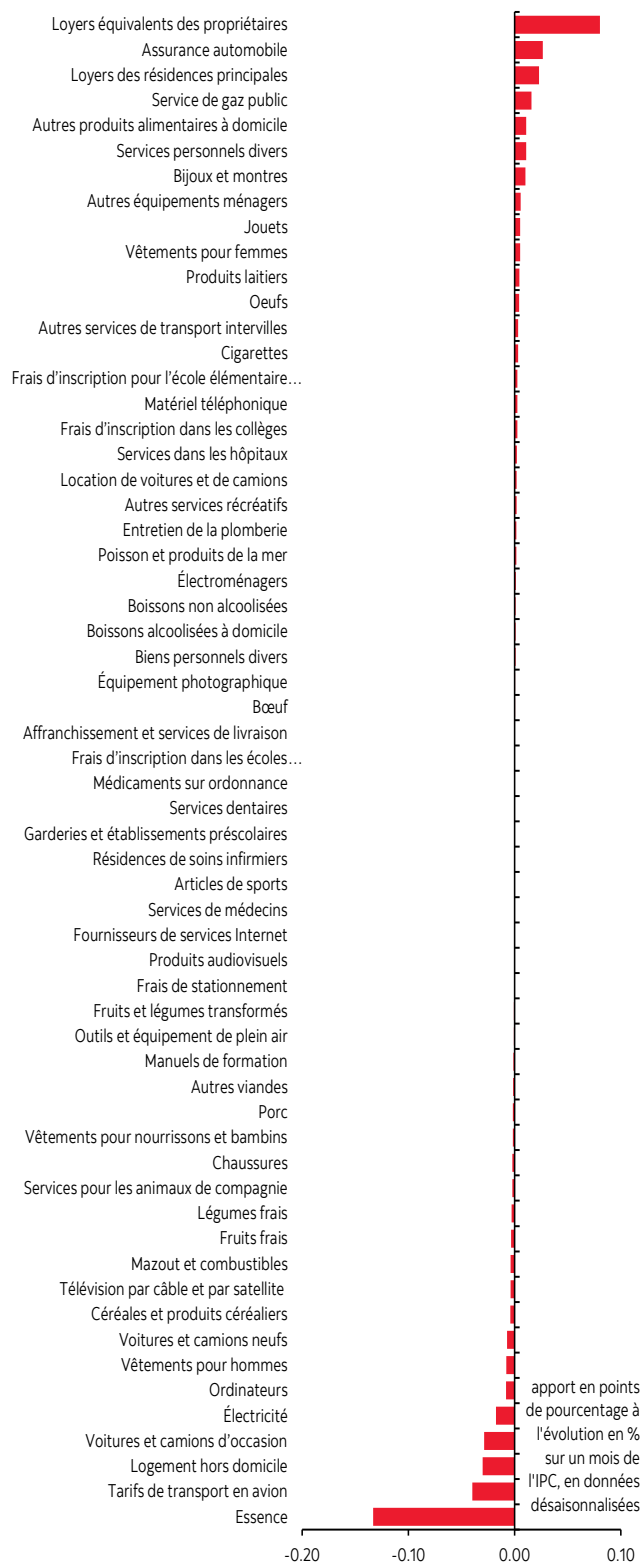 Loyers équivalents des propriétaires
Assurance automobile
Loyers des résidences principales
Service de gaz public
Autres produits alimentaires à domicile
Services personnels divers
Bijoux et montres
Autres équipements ménagers
Jouets
Vêtements pour femmes
Produits laitiers
Oeufs
Autres services de transport intervilles
Cigarettes
Frais d’inscription pour l’école élémentaire…
Matériel téléphonique
Frais d’inscription dans les collèges
Services dans les hôpitaux
Location de voitures et de camions
Autres services récréatifs
Entretien de la plomberie
Poisson et produits de la mer
Électroménagers
Boissons non alcoolisées
Boissons alcoolisées à domicile
Biens personnels divers
Équipement photographique
Bœuf
Affranchissement et services de livraison
Frais d’inscription dans les écoles…
Médicaments sur ordonnance
Services dentaires
Garderies et établissements préscolaires
Résidences de soins infirmiers
Articles de sports
Services de médecins
Fournisseurs de services Internet
Produits audiovisuels
Frais de stationnement
Fruits et légumes transformés
Outils et équipement de plein air
Manuels de formation
Autres viandes
Porc
Vêtements pour nourrissons et bambins
Chaussures
Services pour les animaux de compagnie
Légumes frais
Fruits frais
Mazout et combustibles
Télévision par câble et par satellite
Céréales et produits céréaliers
Voitures et camions neufs
Vêtements pour hommes
Ordinateurs
Électricité
Voitures et camions d’occasion
Logement hors domicile
Tarifs de transport en avion
Essence
apport en points
de pourcentage à
l'évolution en %
sur un mois de
l'IPC, en données
désaisonnalisées
-0.20 -0.10 0.00 0.10